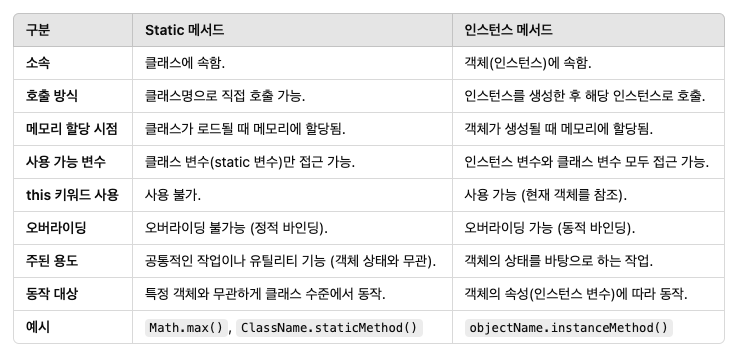 구분 Static 메서드 인스턴스 메서드
소속 클래스에 속함. 객체(인스턴스)에 속함.
호출 방식 클래스명으로 직접 호출 가능. 인스턴스를 생성한 후 해당 인스턴스로 호출.
메모리 할당 시점 클래스가 로드될 때 메모리에 할당됨. 객체가 생성될 때 메모리에 할당됨.
사용 가능 변수 클래스 변수(static 변수)만 접근 가능. 인스턴스 변수와 클래스 변수 모두 접근 가능.
this 키워드 사용 사용 불가. 사용 가능 (현재 객체를 참조).
오버라이딩 오버라이딩 불가능 (정적 바인딩). 오버라이딩 가능 (동적 바인딩).
주된 용도 공통적인 작업이나 유틸리티 기능 (객체 상태와 무관). 객체의 상태를 바탕으로 하는 작업.
동작 대상 특정 객체와 무관하게 클래스 수준에서 동작. 객체의 속성(인스턴스 변수)에 따라 동작.
예시 Math.max(), ClassName.staticMethod() objectName.instanceMethod()